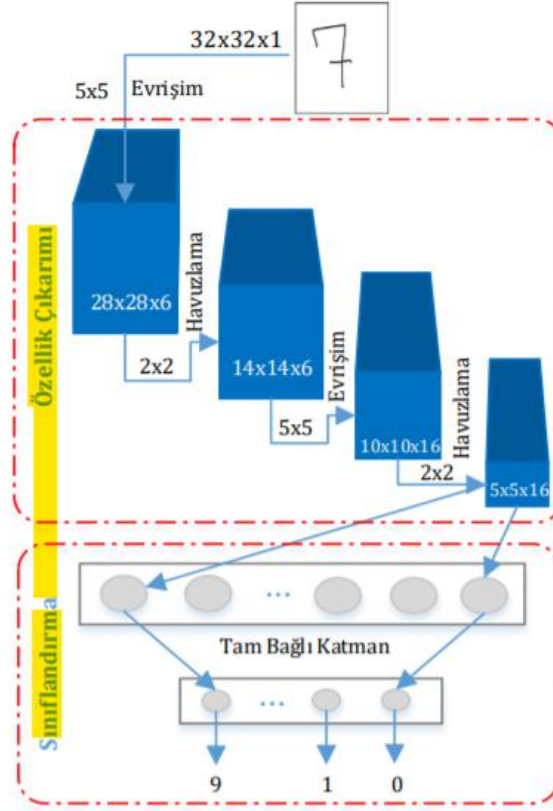 32x32x1
7
5x5 Evrişim
Özellik Çıkarımı
28x28x6
Havuzlama
2x2
14x14x6
Evrişim
5x5
10x10x16
Havuzlama
2x2
5x5x16
Sınıflandırma
...
Tam Bağlı Katman
...
9 1 0